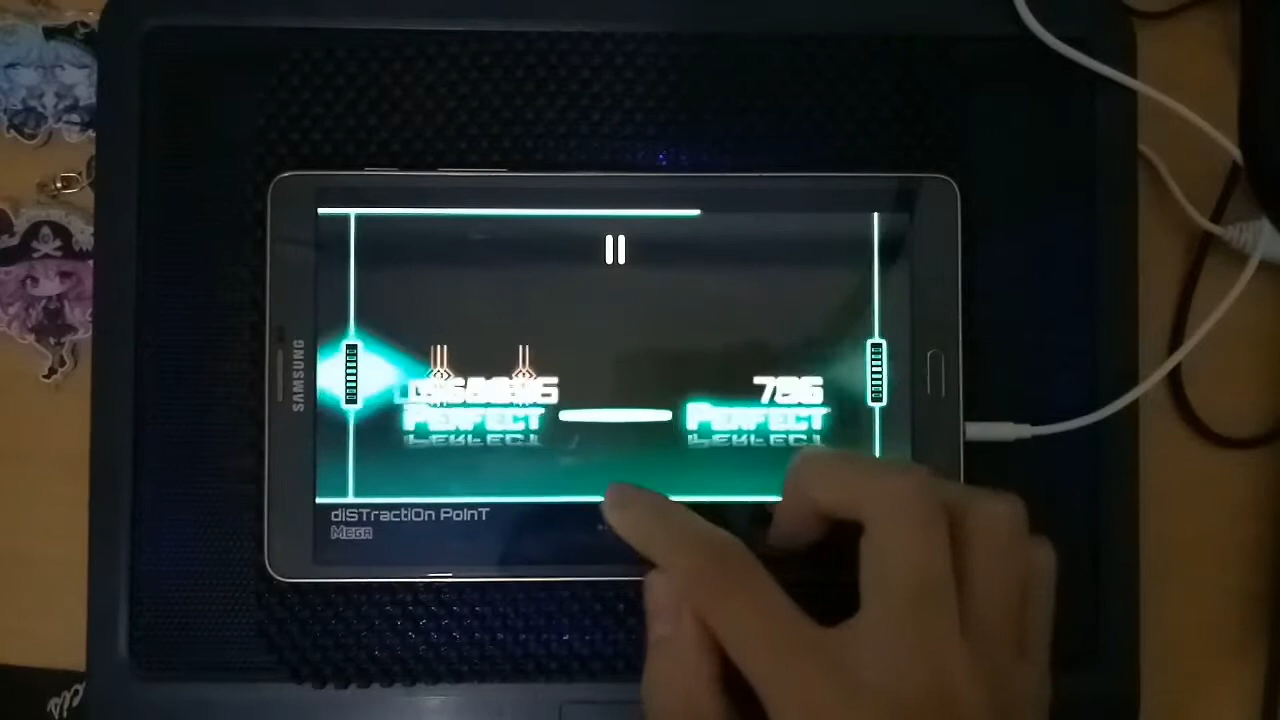 SAMSUNG
786
PERFECT PERFECT
diSTractiOn PoInT
MEGA